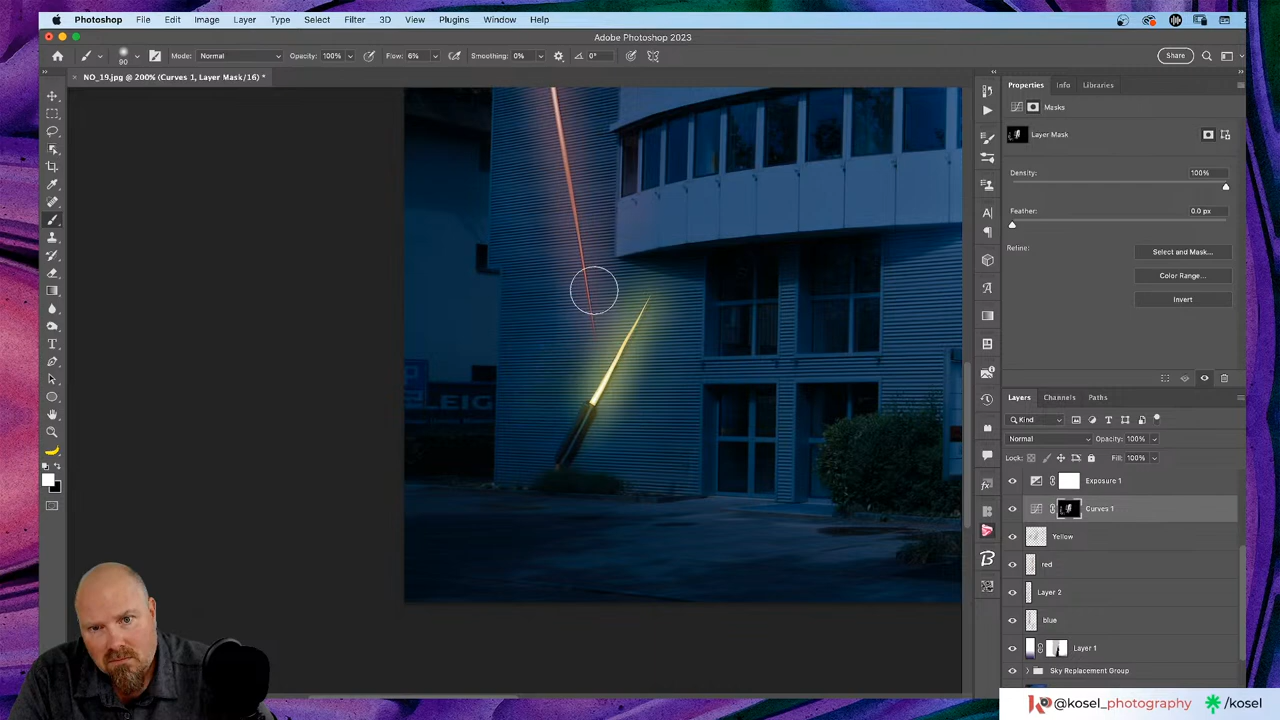 Photoshop File Edit Image Layer Type Select Filter 3D View Plugins Window Help
Adobe Photoshop 2023
90 Mode: Normal Opacity: 100% Flow: 6% Smoothing: 0% 0° Share
NO_19.jpg @ 200% (Curves 1, Layer Mask/16) *
Properties Info Libraries
Masks
Layer Mask
Density: 100%
Feather: 0.0 px
Refine: Select and Mask...
Color Range...
Invert
Layers Channels Paths
Kind
Normal Opacity: 100%
Lock: Fill: 100%
Exposure 1
Curves 1
Yellow
red
Layer 2
blue
Layer 1
Sky Replacement Group
@kosel_photography /kosel